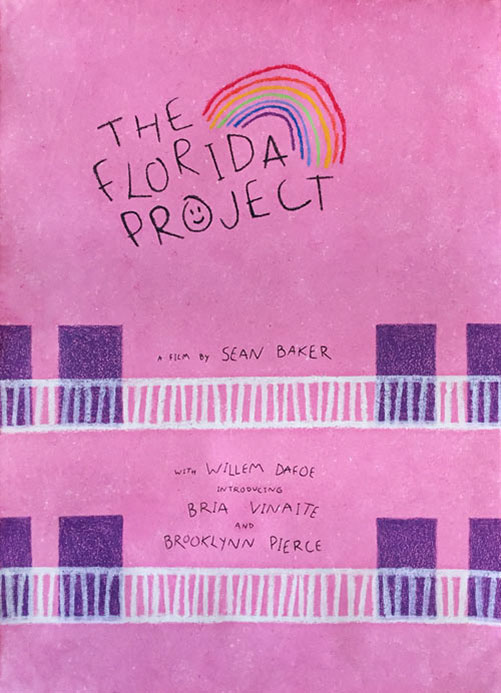 THE
FLORIDA
PROJECT
A FILM BY SEAN BAKER
WITH WILLEM DAFOE
INTRODUCING
BRIA VINAITE
AND
BROOKLYNN PIERCE